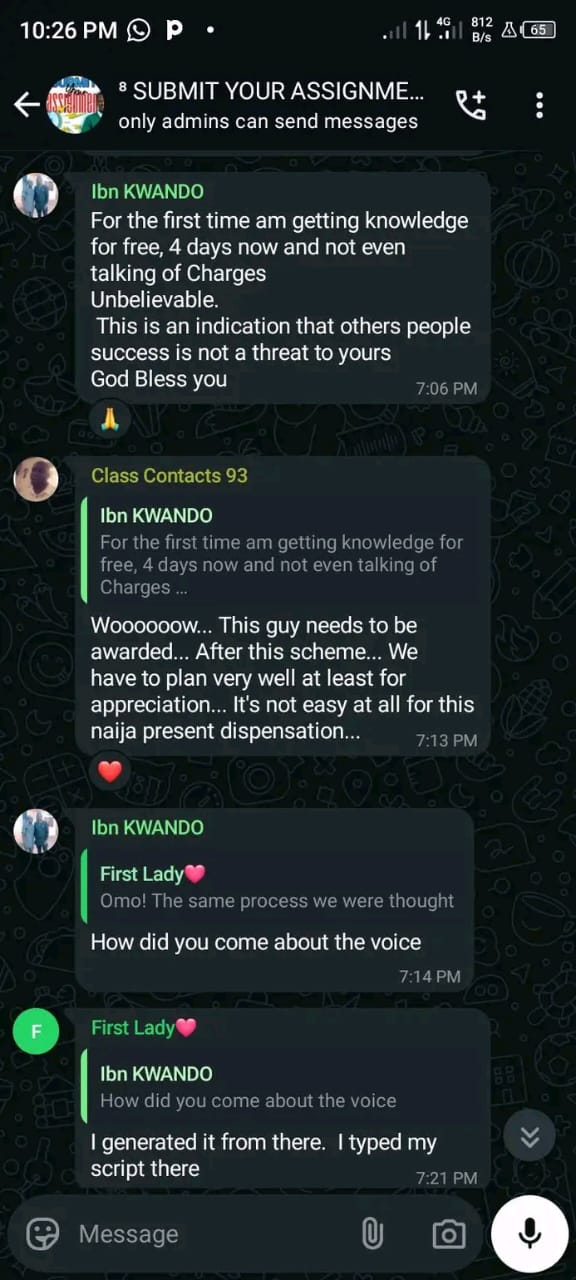 10:26 PM 4G 812 B/s 65
⁸ SUBMIT YOUR ASSIGNME...
only admins can send messages
Ibn KWANDO
For the first time am getting knowledge
for free, 4 days now and not even
talking of Charges
Unbelievable.
This is an indication that others people
success is not a threat to yours
God Bless you
7:06 PM
🙏
Class Contacts 93
Ibn KWANDO
For the first time am getting knowledge for
free, 4 days now and not even talking of
Charges ...
Woooooow... This guy needs to be
awarded... After this scheme... We
have to plan very well at least for
appreciation... It's not easy at all for this
naija present dispensation...
7:13 PM
❤️
Ibn KWANDO
First Lady💗
Omo! The same process we were thought
How did you come about the voice
7:14 PM
F
First Lady💗
Ibn KWANDO
How did you come about the voice
I generated it from there. I typed my
script there
7:21 PM
Message